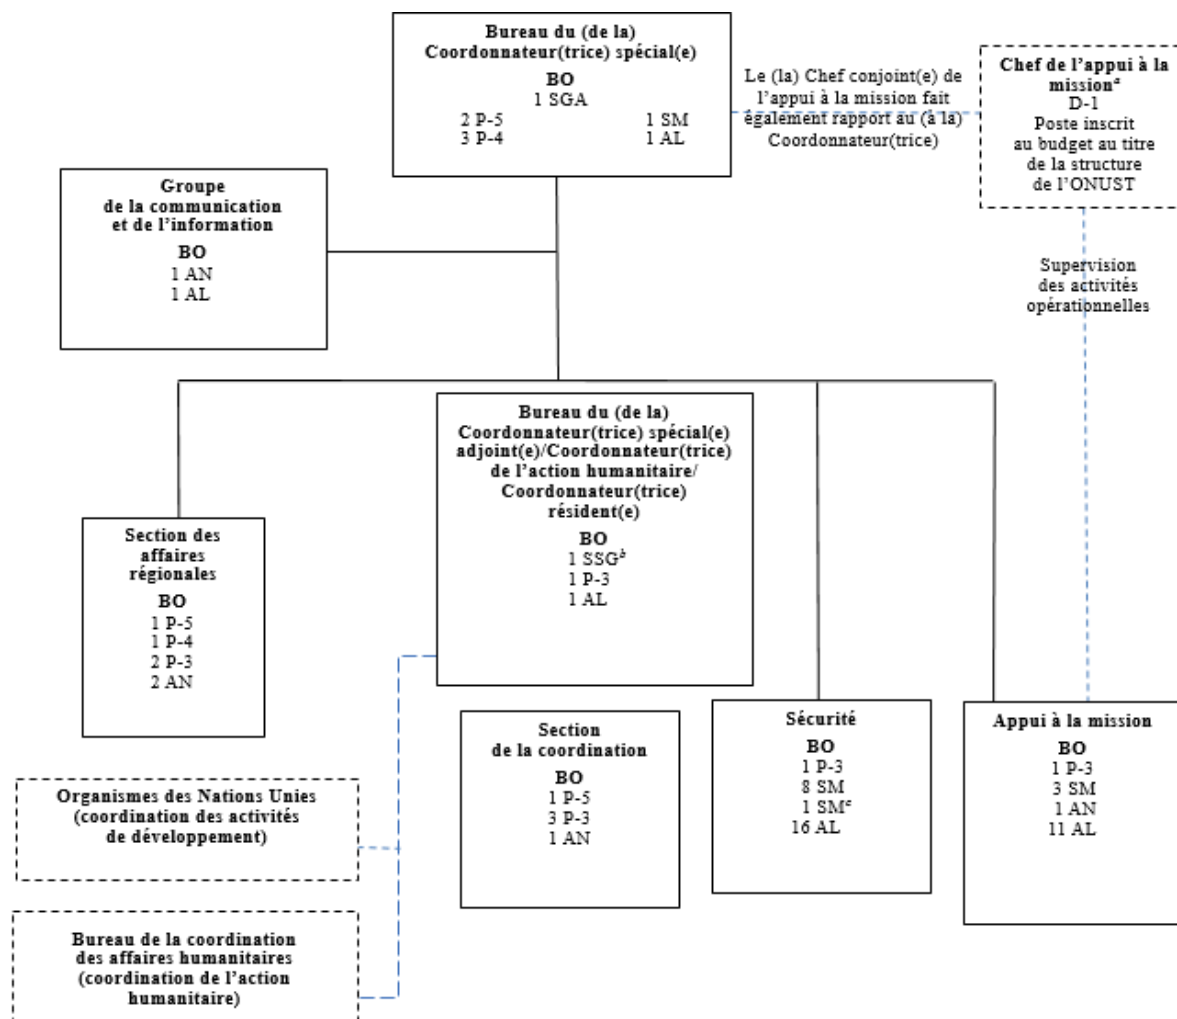 Bureau du (de la)
Coordonnateur(trice) spécial(e)
BO
1 SGA
2 P-5 1 SM
3 P-4 1 AL
Le (la) Chef conjoint(e) de
l'appui à la mission fait
également rapport au (à la)
Coordonnateur(trice)
Chef de l'appui à la
missionᵃ
D-1
Poste inscrit
au budget au titre
de la structure
de l'ONUST
Groupe
de la communication
et de l'information
BO
1 AN
1 AL
Supervision
des activités
opérationnelles
Bureau du (de la)
Coordonnateur(trice) spécial(e)
adjoint(e)/Coordonnateur(trice)
de l'action humanitaire/
Coordonnateur(trice)
résident(e)
BO
1 SSGᵇ
1 P-3
1 AL
Section des
affaires
régionales
BO
1 P-5
1 P-4
2 P-3
2 AN
Section
de la coordination
BO
1 P-5
3 P-3
1 AN
Sécurité
BO
1 P-3
8 SM
1 SMᶜ
16 AL
Appui à la mission
BO
1 P-3
3 SM
1 AN
11 AL
Organismes des Nations Unies
(coordination des activités
de développement)
Bureau de la coordination
des affaires humanitaires
(coordination de l'action
humanitaire)